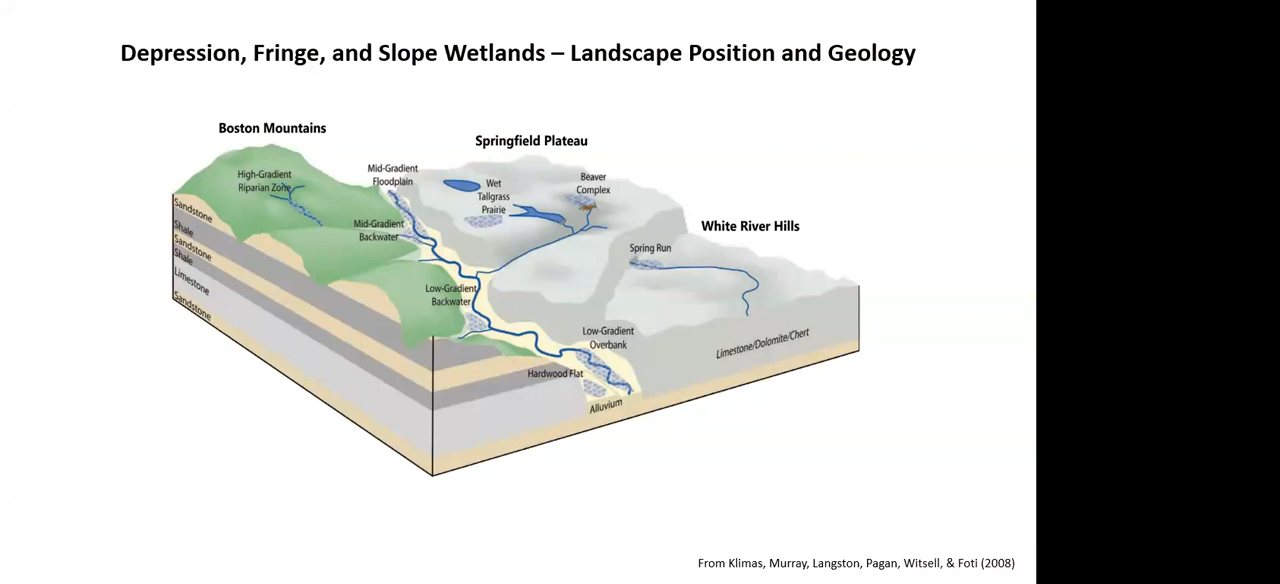 Depression, Fringe, and Slope Wetlands – Landscape Position and Geology
Boston Mountains
Springfield Plateau
High-Gradient
Riparian Zone
Mid-Gradient
Floodplain
Wet
Tallgrass
Prairie
Beaver
Complex
Mid-Gradient
Backwater
White River Hills
Spring Run
Sandstone
Shale
Sandstone
Shale
Limestone
Sandstone
Low-Gradient
Backwater
Low-Gradient
Overbank
Limestone/Dolomite/Chert
Hardwood Flat
Alluvium
From Klimas, Murray, Langston, Pagan, Witsell, & Foti (2008)